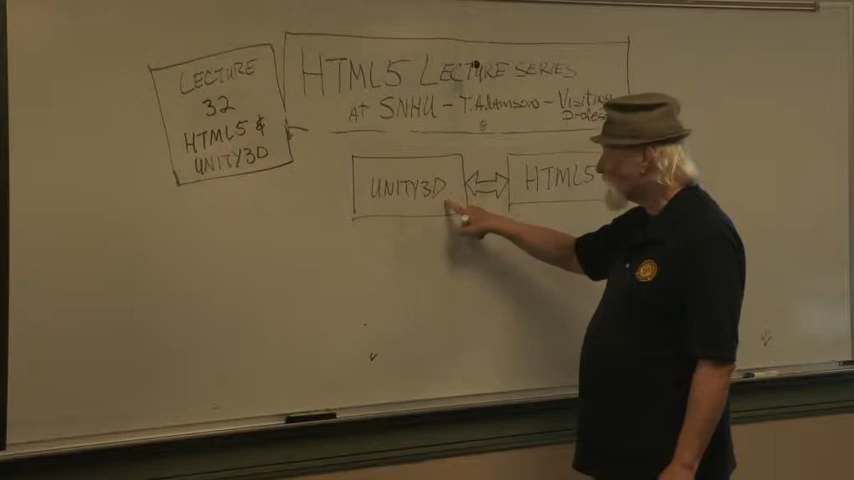 LECTURE
32
HTML5 &
UNITY3D
HTML5 LECTURE SERIES
AT SNHU - T. Adamson - Visiting
UNITY3D
HTML5